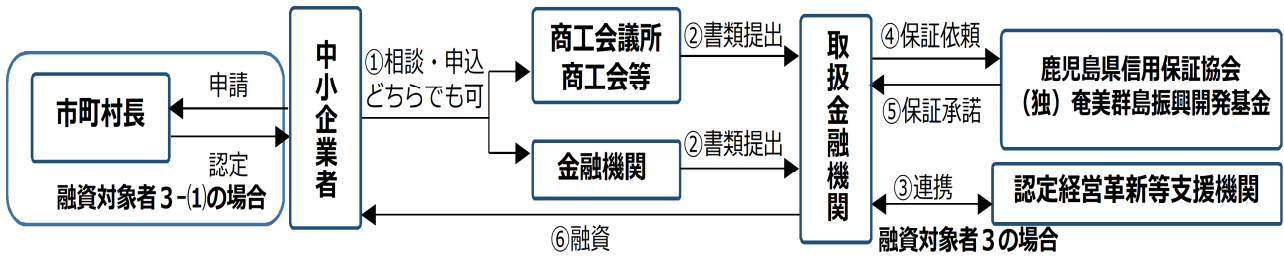 市町村長
申請
認定
融資対象者3-⑴の場合
中小企業者
①相談・申込
どちらでも可
商工会議所
商工会等
金融機関
②書類提出
②書類提出
取扱金融機関
④保証依頼
⑤保証承諾
鹿児島県信用保証協会
（独）奄美群島振興開発基金
③連携
認定経営革新等支援機関
融資対象者３の場合
⑥融資